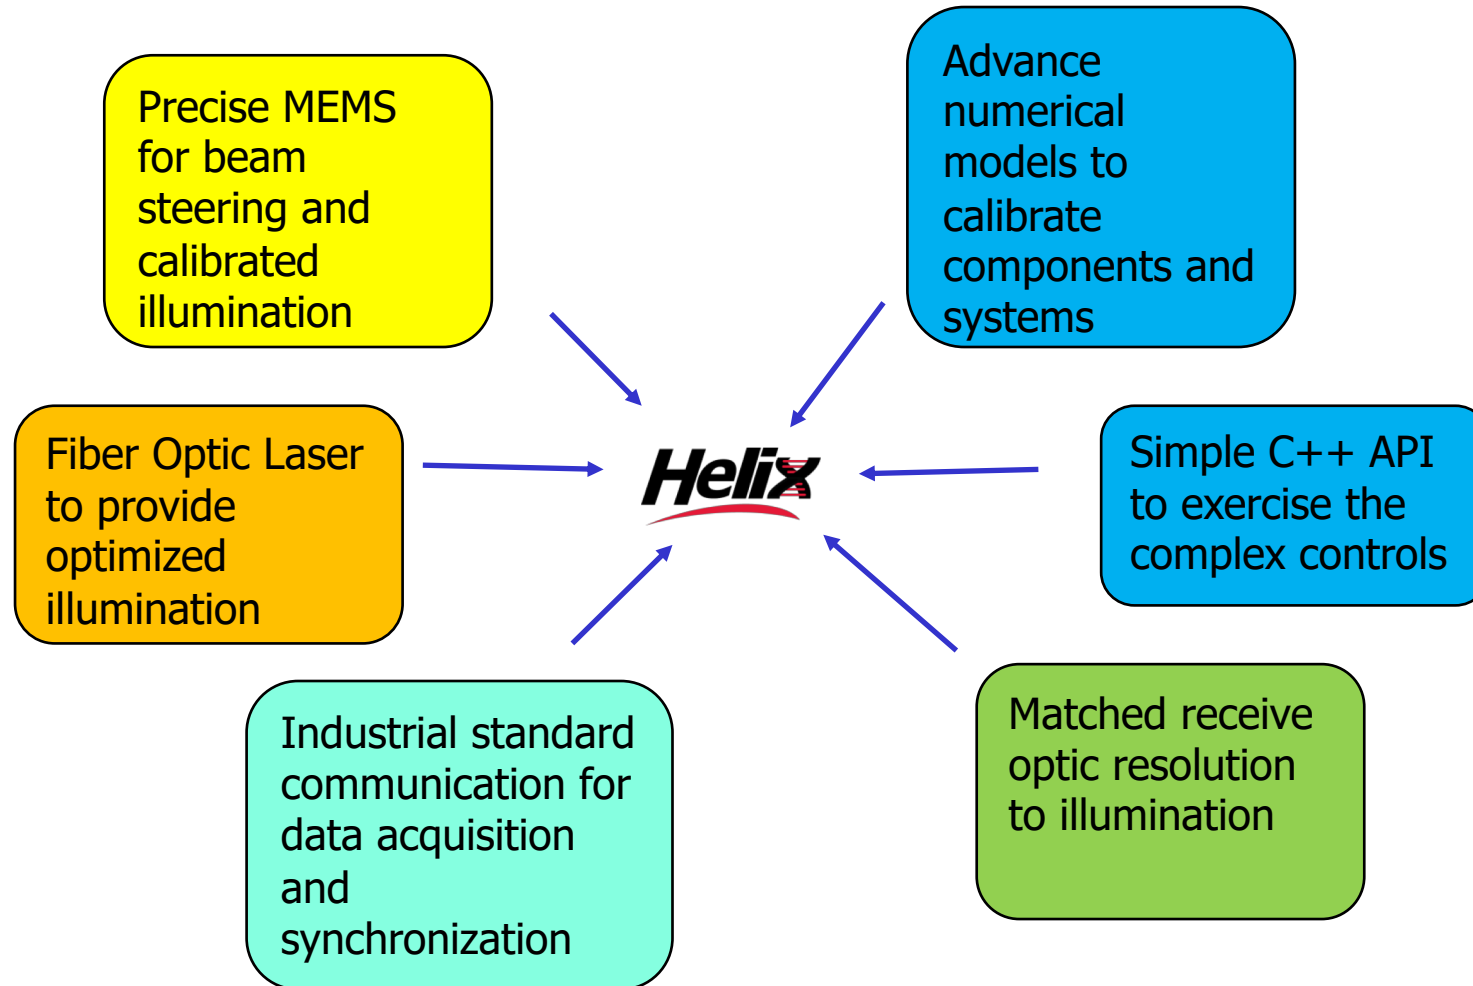 Precise MEMS
for beam
steering and
calibrated
illumination
Advance
numerical
models to
calibrate
components and
systems
Fiber Optic Laser
to provide
optimized
illumination
Helix
Simple C++ API
to exercise the
complex controls
Industrial standard
communication for
data acquisition
and
synchronization
Matched receive
optic resolution
to illumination